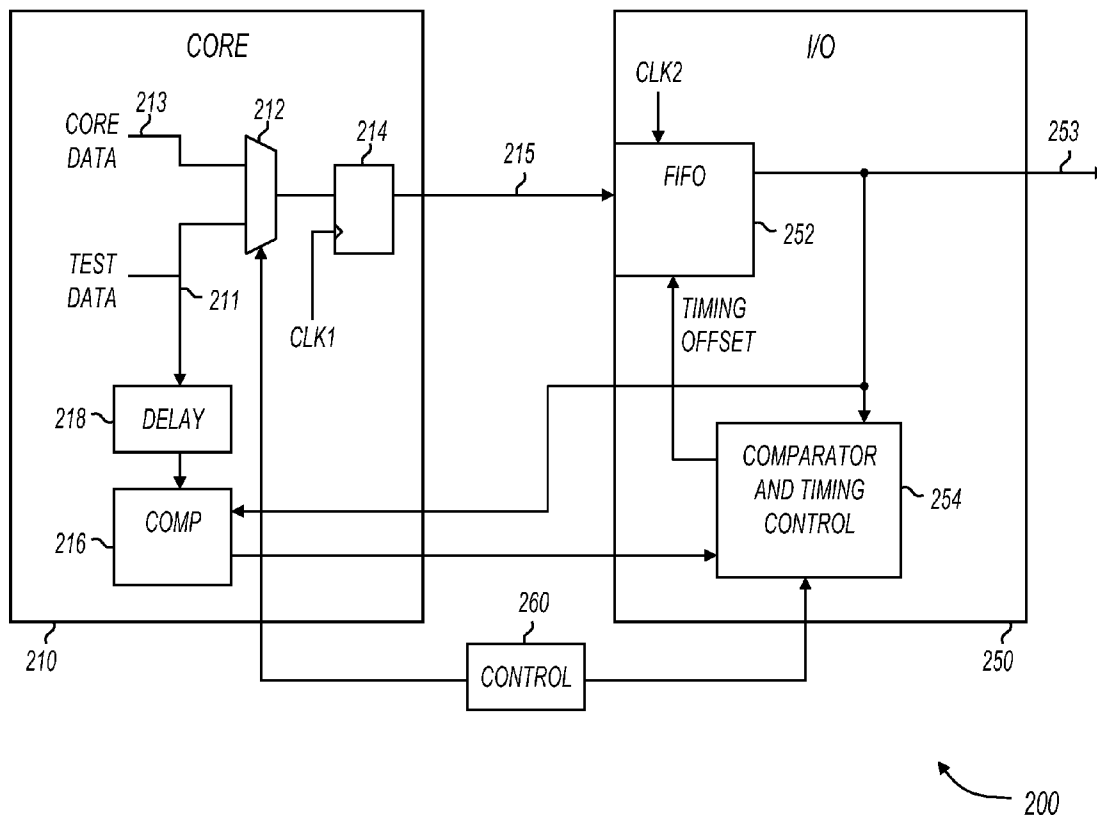 CORE
I/O
213
CORE
DATA
212
214
CLK2
215
FIFO
253
252
TEST
DATA
211
CLK1
TIMING
OFFSET
218
DELAY
COMPARATOR
AND TIMING
CONTROL
254
COMP
216
260
210
CONTROL
250
200